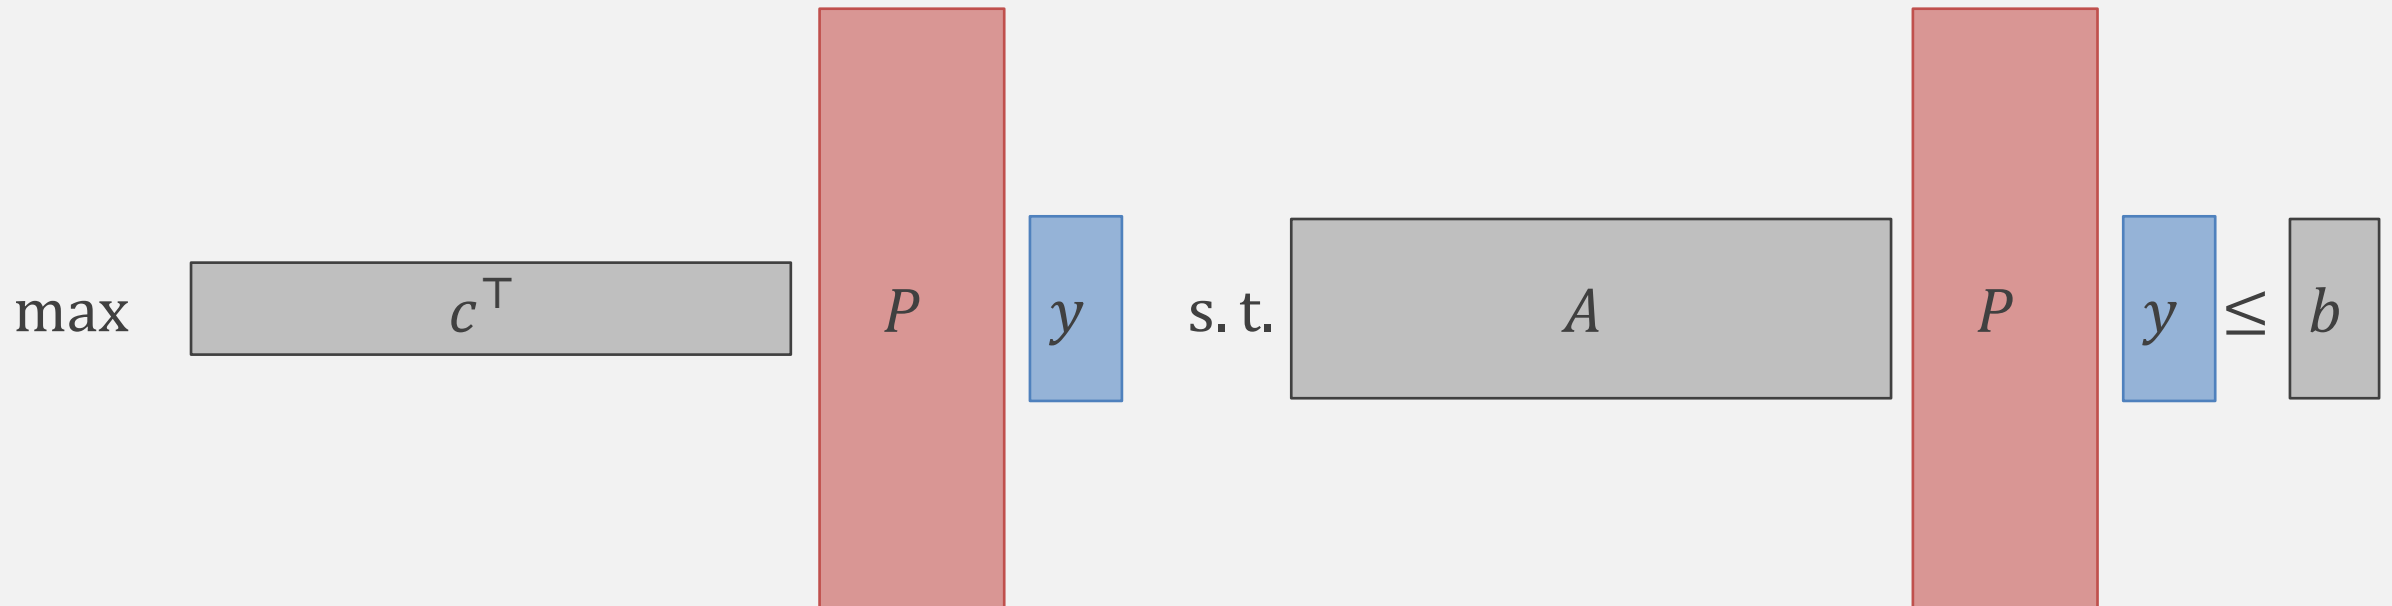 max c⊤ P y s.t. A P y ≤ b